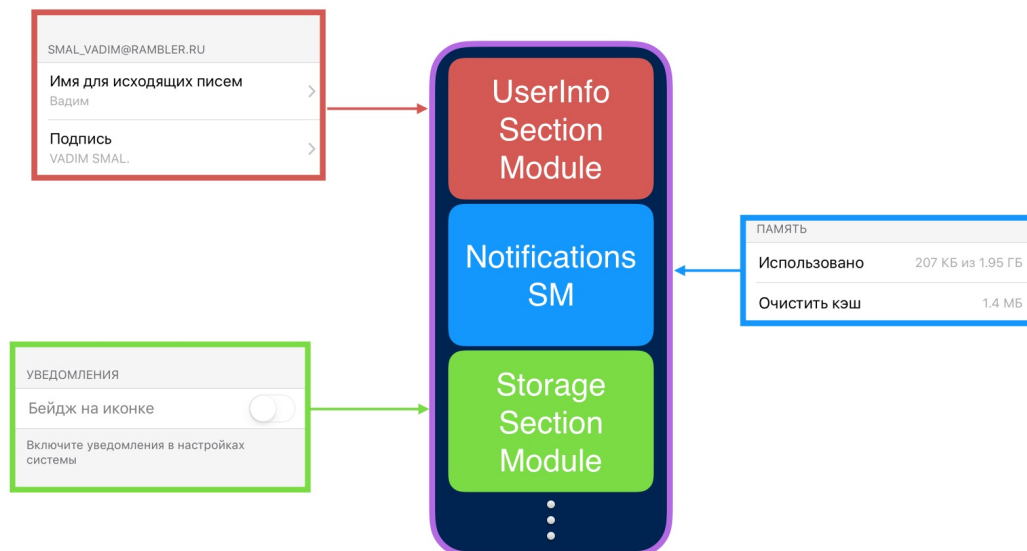 SMAL_VADIM@RAMBLER.RU
Имя для исходящих писем
Вадим
Подпись
VADIM SMAL.
UserInfo
Section
Module
Notifications
SM
Storage
Section
Module
ПАМЯТЬ
Использовано 207 КБ из 1.95 ГБ
Очистить кэш 1.4 МБ
УВЕДОМЛЕНИЯ
Бейдж на иконке
Включите уведомления в настройках
системы